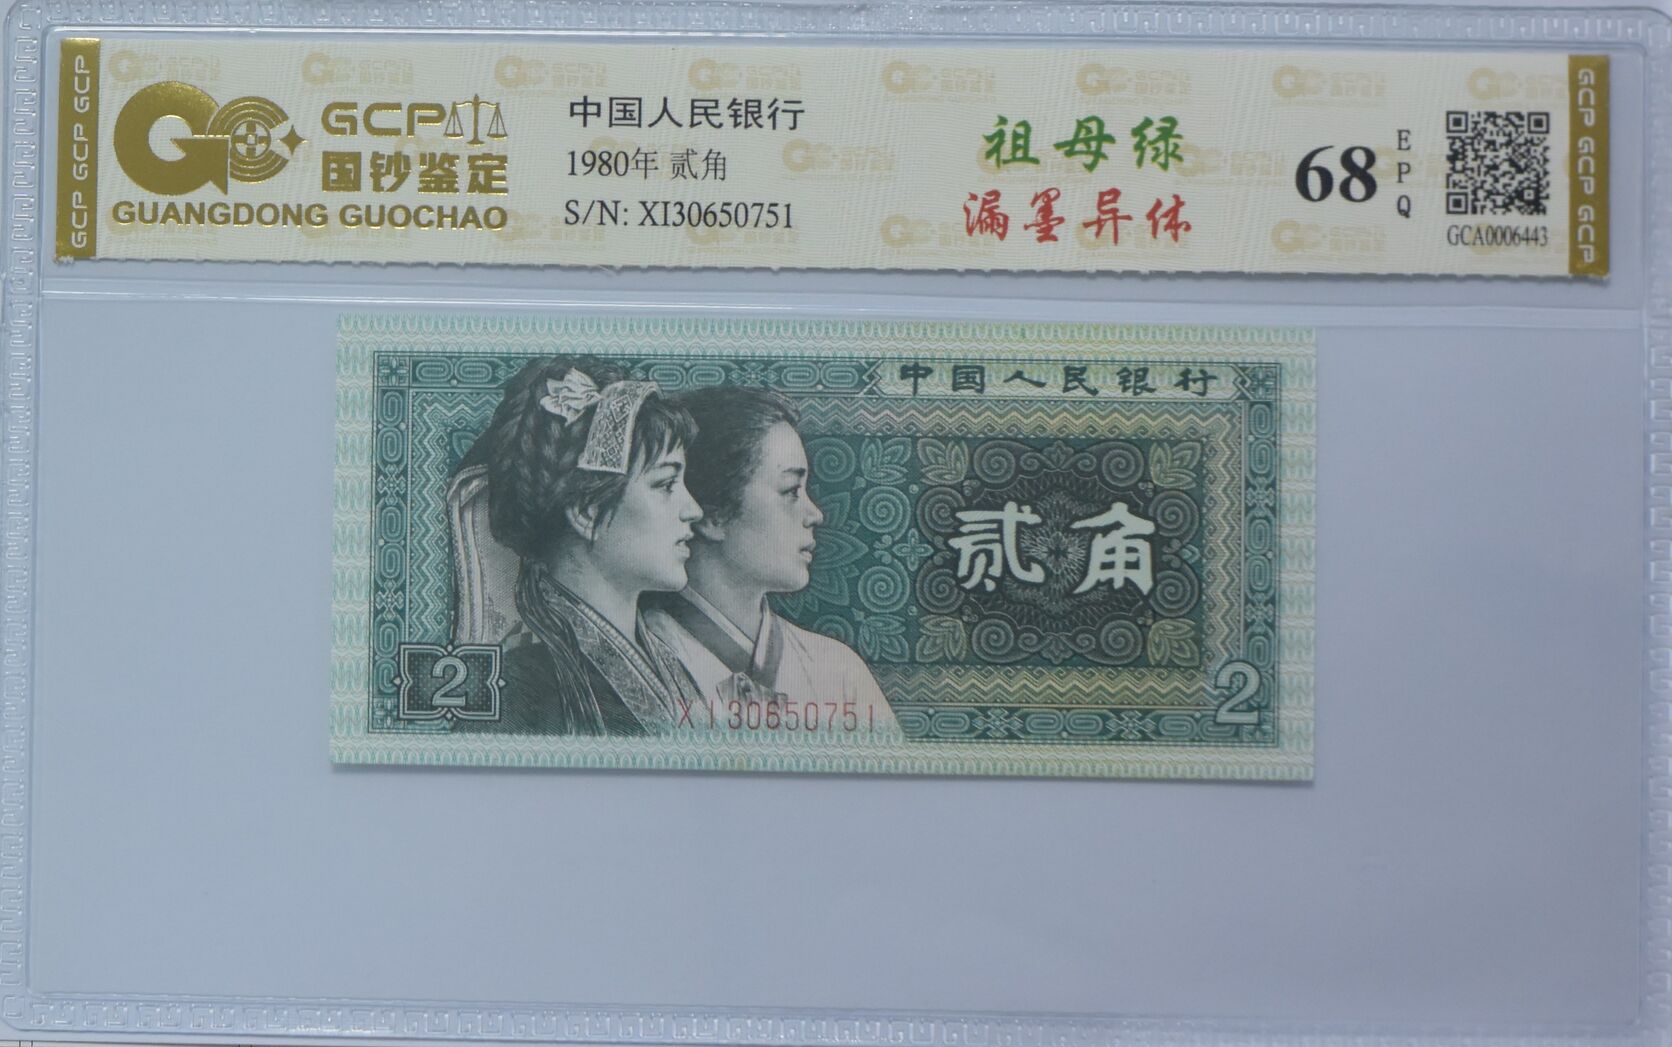 GCP GCP GCP
GCP
国钞鉴定
GUANGDONG GUOCHAO
中国人民银行
1980年 贰角
S/N: XI30650751
祖母绿
漏墨异体
68
EPQ
GCA0006443
GCP GCP GCP
中国人民银行
贰角
2
2
XI30650751